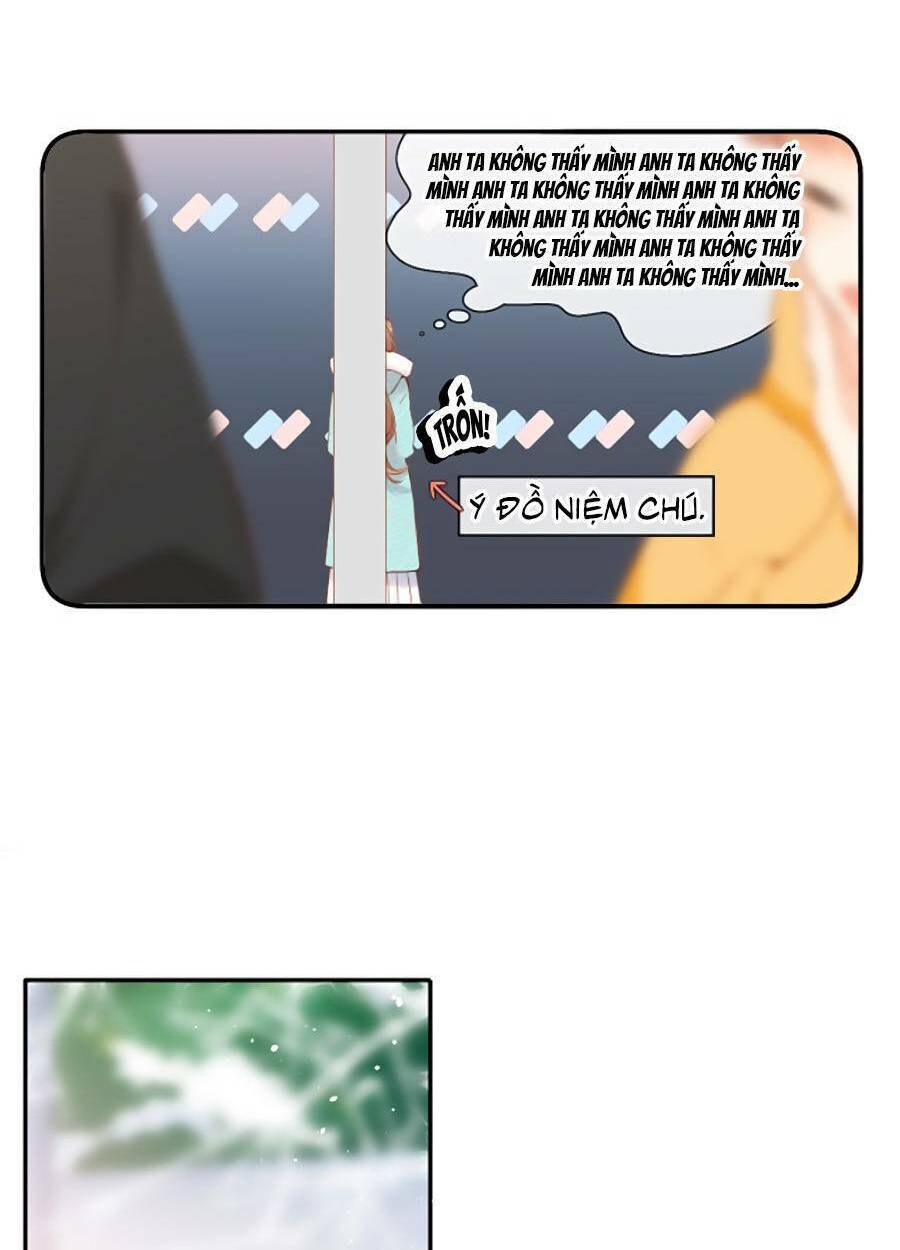 ANH TA KHÔNG THẤY MÌNH ANH TA KHÔNG THẤY
MÌNH ANH TA KHÔNG THẤY MÌNH ANH TA KHÔNG
THẤY MÌNH ANH TA KHÔNG THẤY MÌNH ANH TA
KHÔNG THẤY MÌNH ANH TA KHÔNG THẤY
MÌNH ANH TA KHÔNG THẤY MÌNH...
TRỐN!
Ý ĐỒ NIỆM CHÚ.